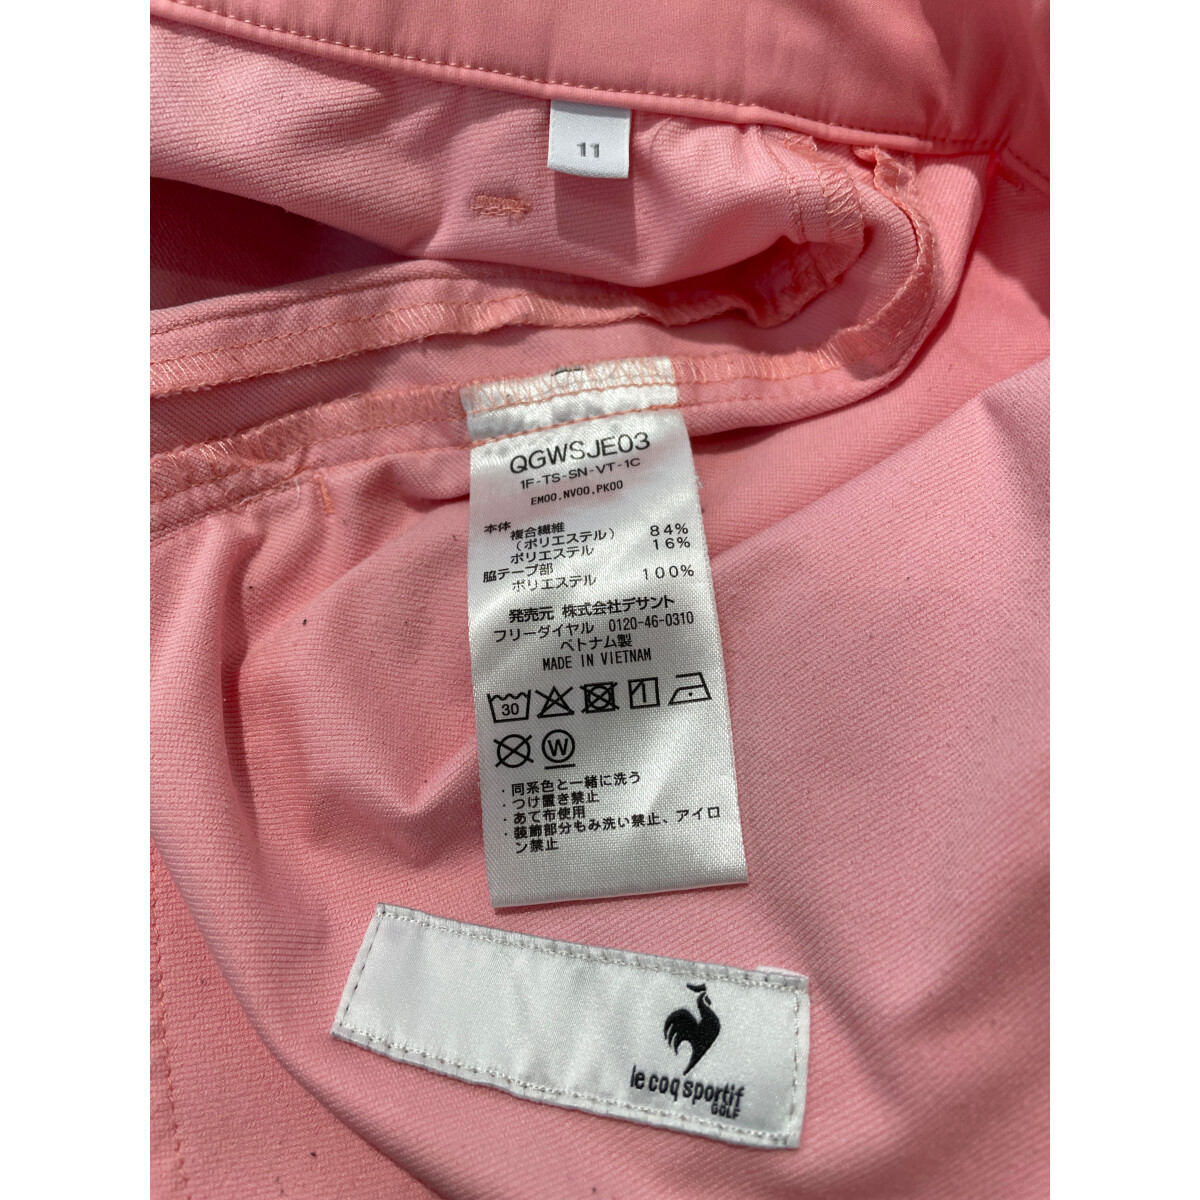 11
QGWSJE03
1F-TS-SN-VT-1C
EM00.NV00.PK00
本体
複合繊維
(ポリエステル) 84%
ポリエステル 16%
脇テープ部
ポリエステル 100%
発売元 株式会社デサント
フリーダイヤル 0120-46-0310
ベトナム製
MADE IN VIETNAM
30
W
・同系色と一緒に洗う
・つけ置き禁止
・あて布使用
・装飾部分もみ洗い禁止、アイロ
ン禁止
le coq sportif
GOLF